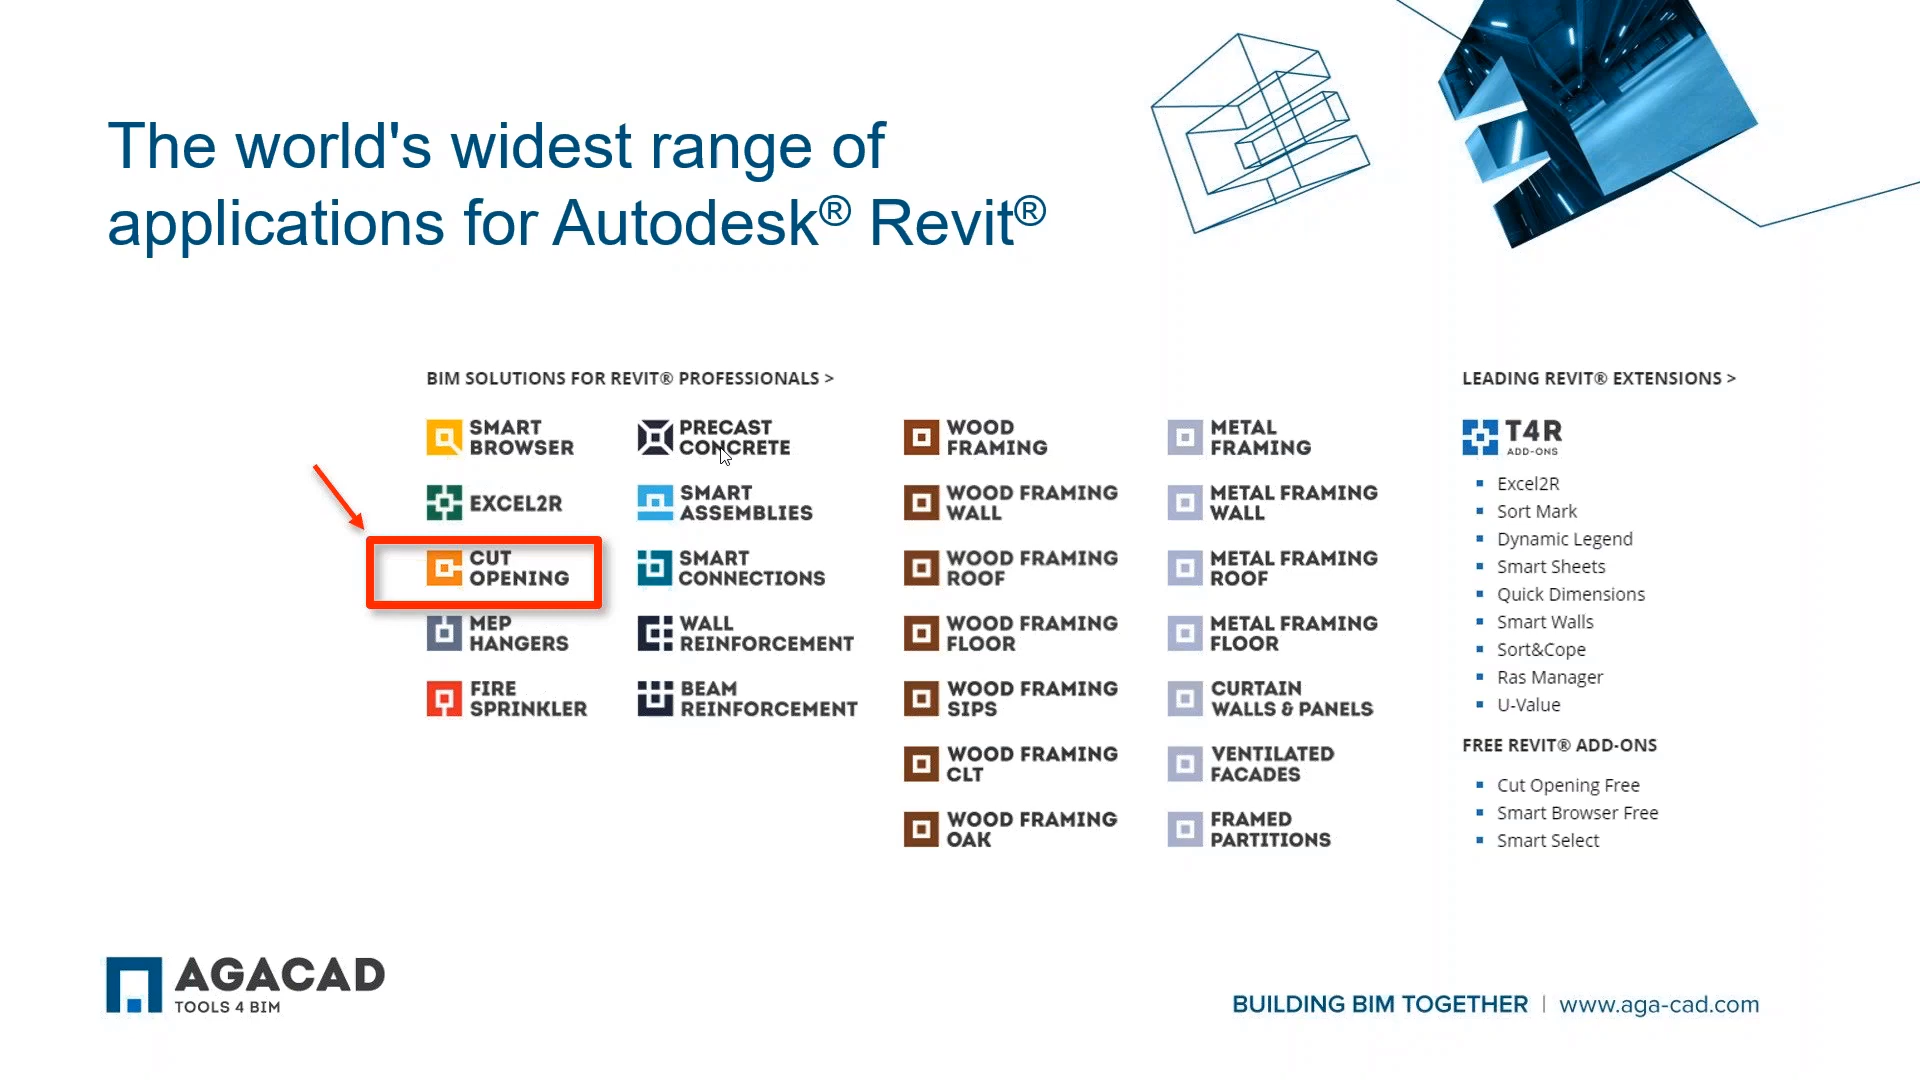 The world's widest range of
applications for Autodesk® Revit®
BIM SOLUTIONS FOR REVIT® PROFESSIONALS >
SMART
BROWSER
EXCEL2R
CUT
OPENING
MEP
HANGERS
FIRE
SPRINKLER
PRECAST
CONCRETE
SMART
ASSEMBLIES
SMART
CONNECTIONS
WALL
REINFORCEMENT
BEAM
REINFORCEMENT
WOOD
FRAMING
WOOD FRAMING
WALL
WOOD FRAMING
ROOF
WOOD FRAMING
FLOOR
WOOD FRAMING
SIPS
WOOD FRAMING
CLT
WOOD FRAMING
OAK
METAL
FRAMING
METAL FRAMING
WALL
METAL FRAMING
ROOF
METAL FRAMING
FLOOR
CURTAIN
WALLS & PANELS
VENTILATED
FACADES
FRAMED
PARTITIONS
LEADING REVIT® EXTENSIONS >
T4R
ADD-ONS
Excel2R
Sort Mark
Dynamic Legend
Smart Sheets
Quick Dimensions
Smart Walls
Sort&Cope
Ras Manager
U-Value
FREE REVIT® ADD-ONS
Cut Opening Free
Smart Browser Free
Smart Select
AGACAD
TOOLS 4 BIM
BUILDING BIM TOGETHER | www.aga-cad.com